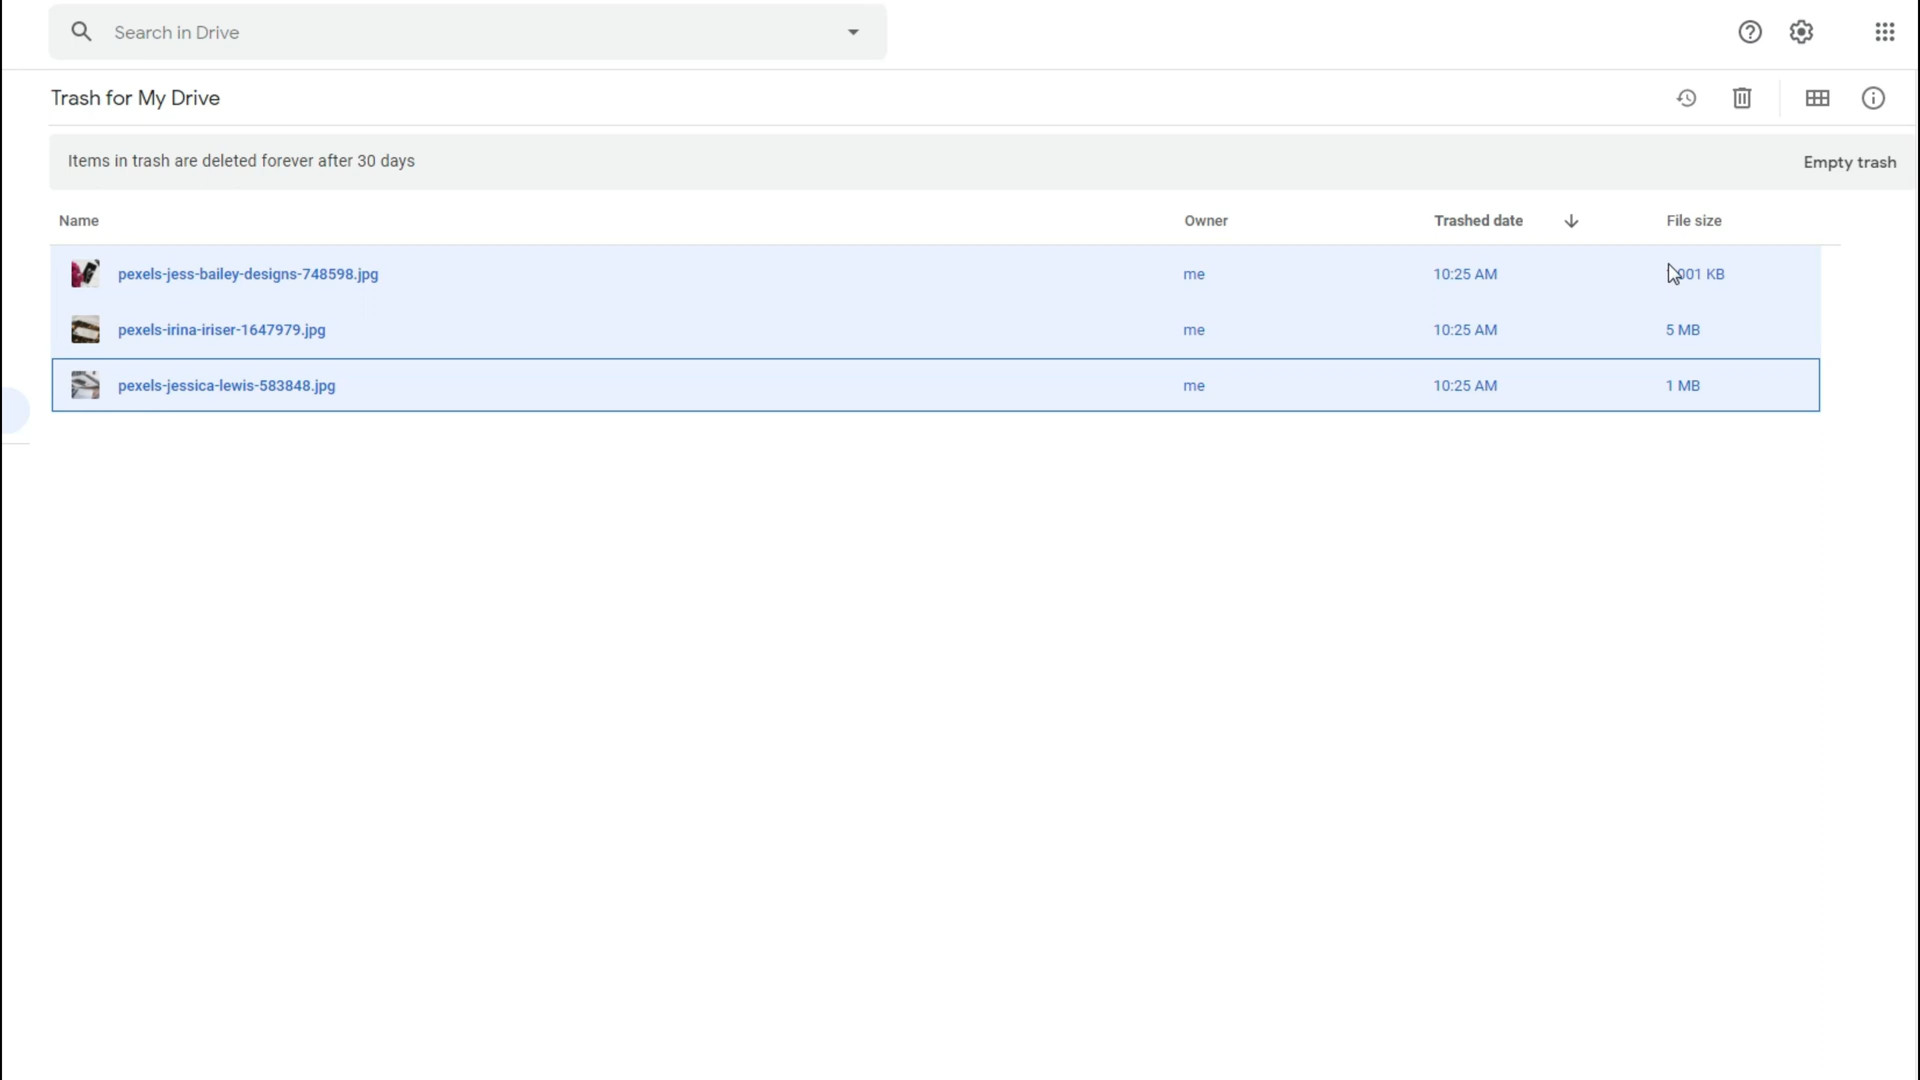 Search in Drive
Trash for My Drive
Items in trash are deleted forever after 30 days
Empty trash
Name Owner Trashed date File size
pexels-jess-bailey-designs-748598.jpg me 10:25 AM KB
pexels-irina-iriser-1647979.jpg me 10:25 AM 5 MB
pexels-jessica-lewis-583848.jpg me 10:25 AM 1 MB